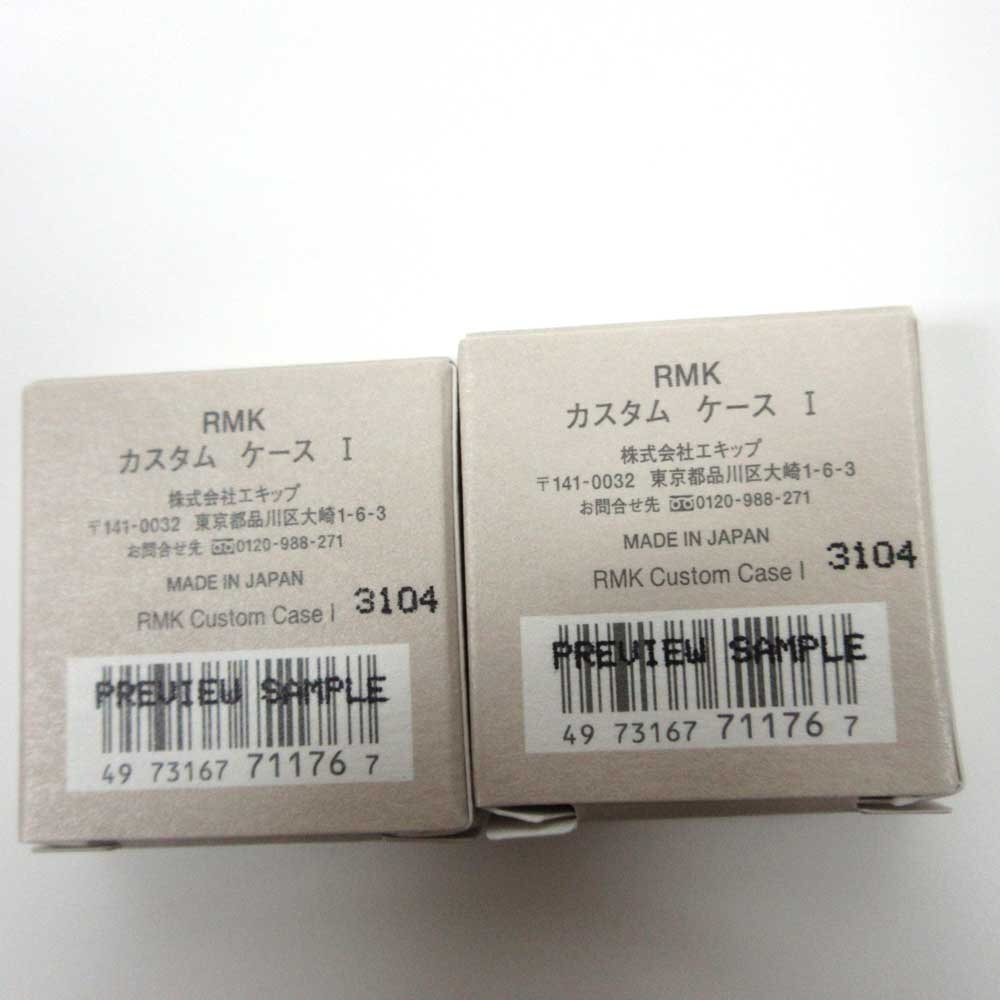 RMK
カスタム ケース I
株式会社エキップ
〒141-0032 東京都品川区大崎1-6-3
お問合せ先 0120-988-271
MADE IN JAPAN
RMK Custom Case I
3104
PREVIEW SAMPLE
49 73167 71176 7
RMK
カスタム ケース I
株式会社エキップ
〒141-0032 東京都品川区大崎1-6-3
お問合せ先 0120-988-271
MADE IN JAPAN
RMK Custom Case I
3104
PREVIEW SAMPLE
49 73167 71176 7